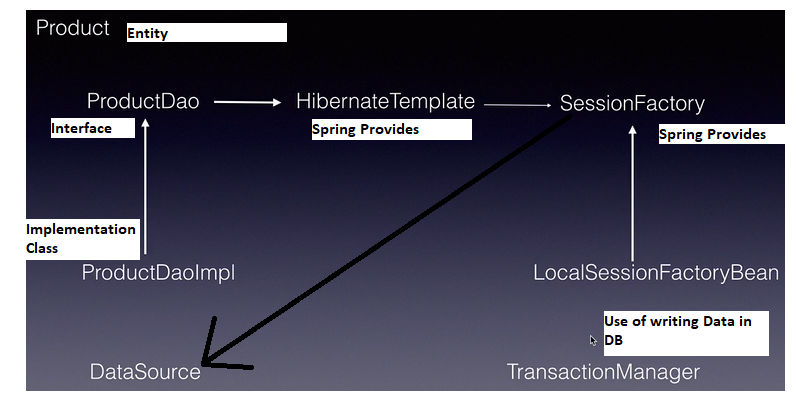 Product
Entity
ProductDao
HibernateTemplate
SessionFactory
Interface
Spring Provides
Spring Provides
Implementation
Class
ProductDaoImpl
LocalSessionFactoryBean
Use of writing Data in
DB
DataSource
TransactionManager